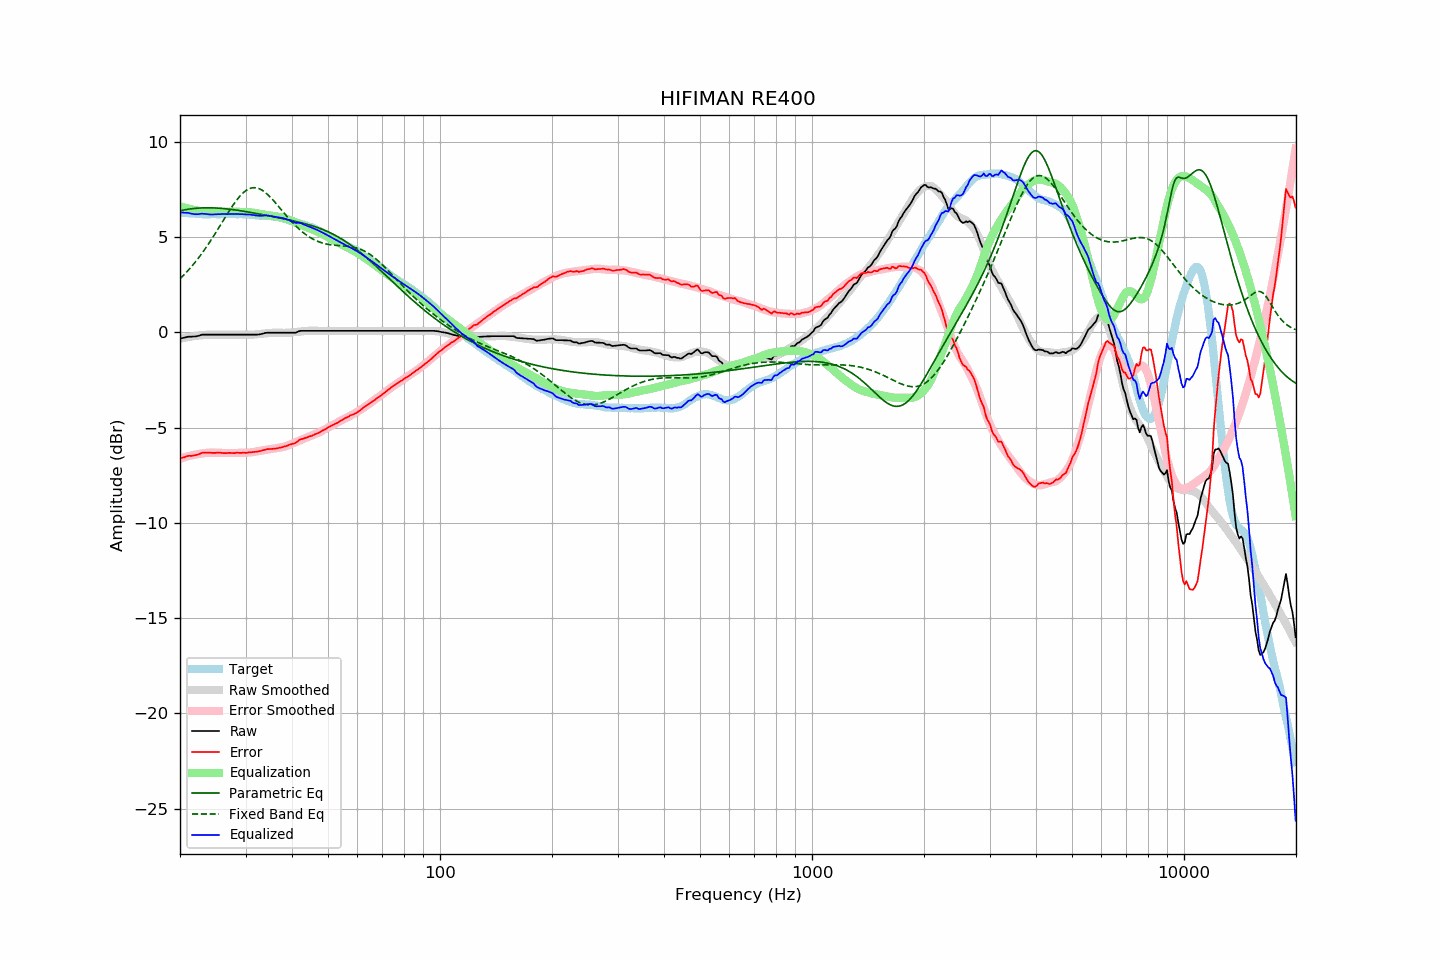 HIFIMAN RE400
Amplitude (dBr)
10
5
0
−5
−10
−15
−20
−25
Target
Raw Smoothed
Error Smoothed
Raw
Error
Equalization
Parametric Eq
Fixed Band Eq
Equalized
100
1000
10000
Frequency (Hz)